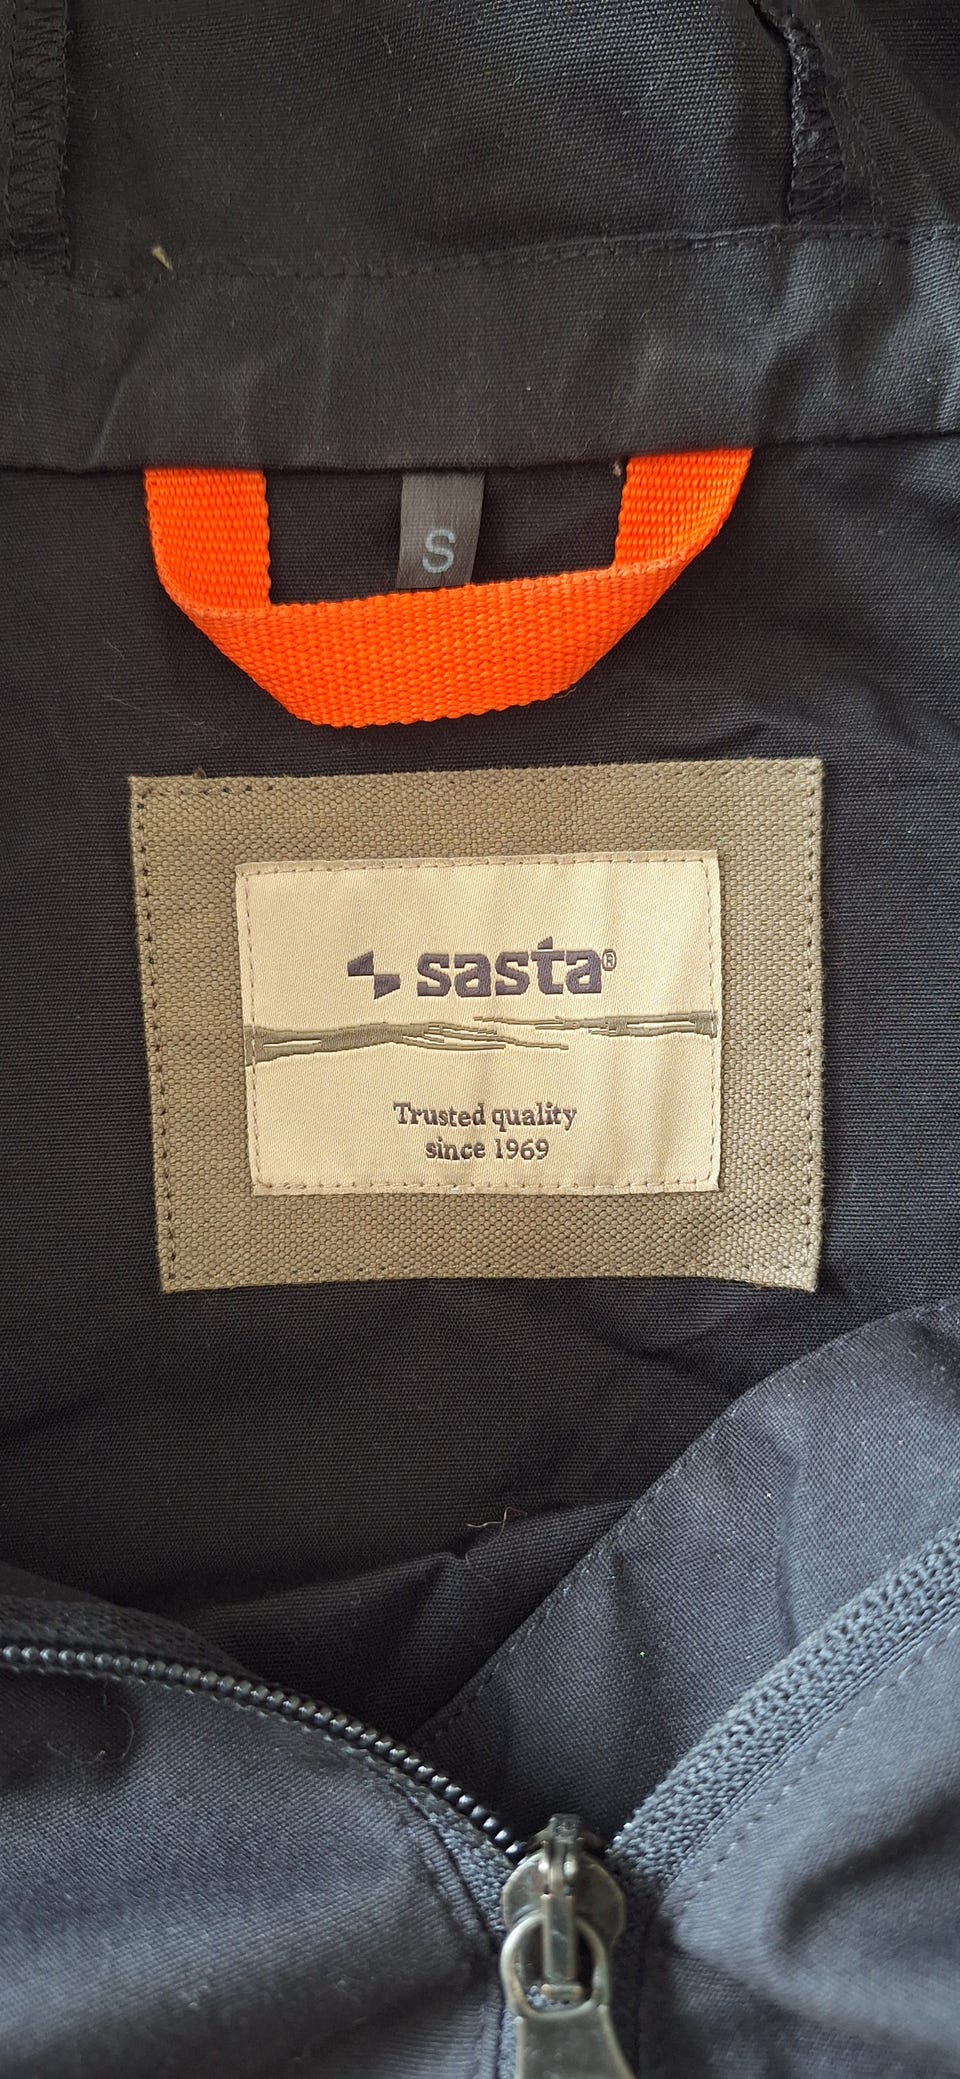 S
sasta®
Trusted quality
since 1969